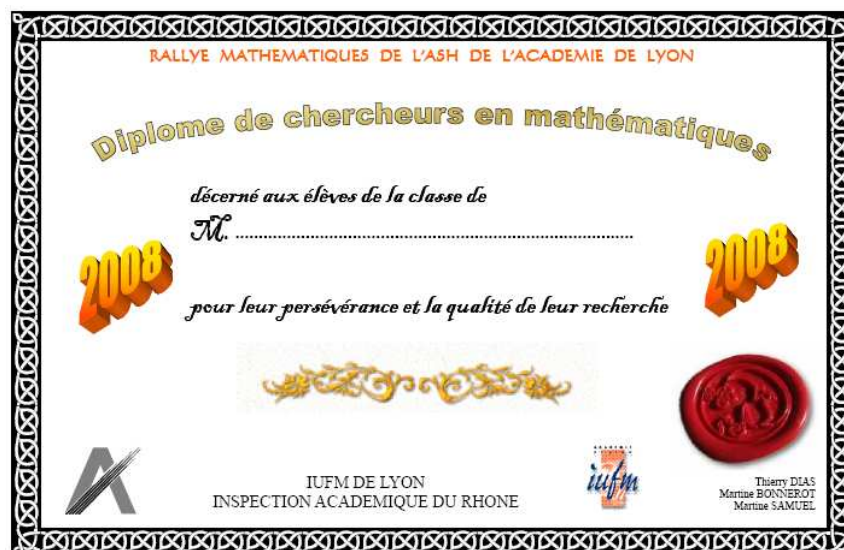 RALLYE MATHEMATIQUES DE L'ASH DE L'ACADEMIE DE LYON
Diplome de chercheurs en mathématiques
décerné aux élèves de la classe de
M. ......................................................................................
2008
2008
pour leur persévérance et la qualité de leur recherche
IUFM DE LYON
INSPECTION ACADEMIQUE DU RHONE
iufm
Thierry DIAS
Martine BONNEROT
Martine SAMUEL